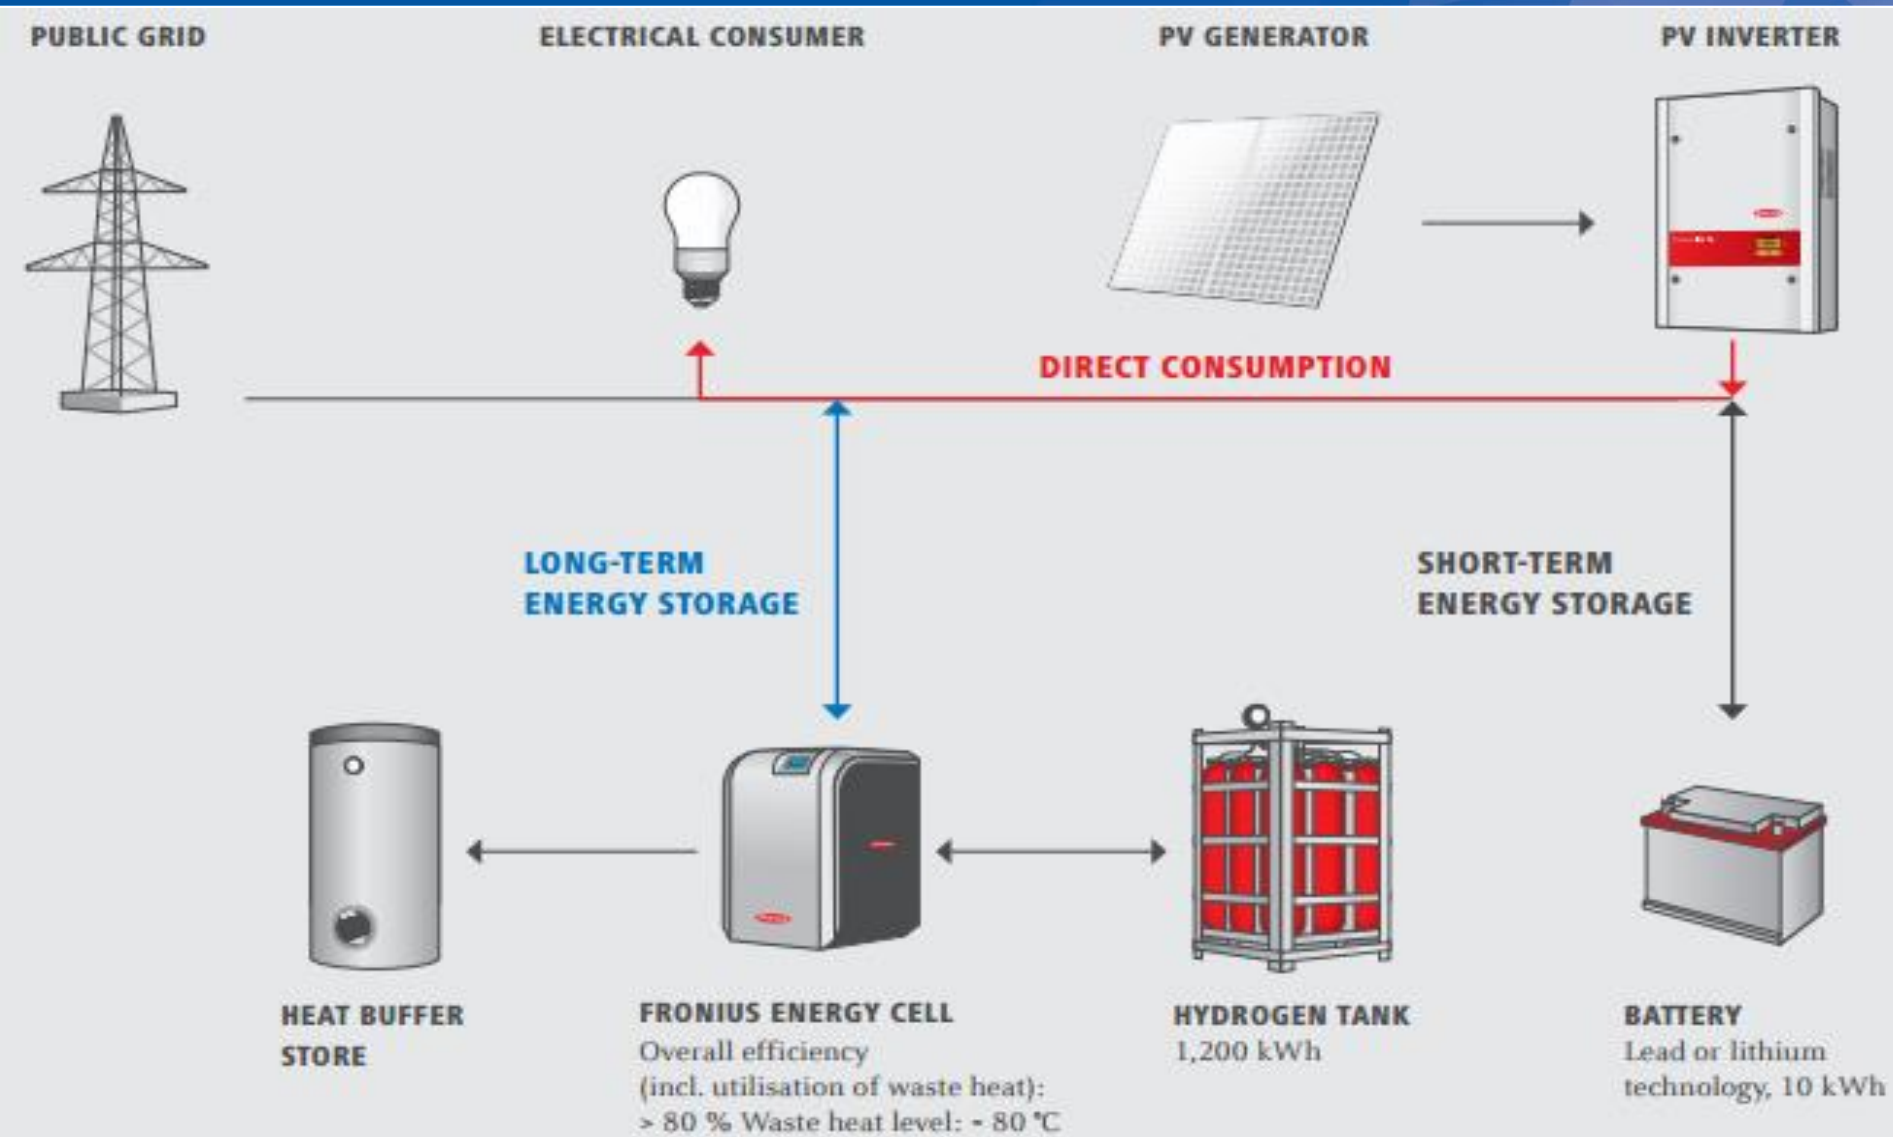 PUBLIC GRID
ELECTRICAL CONSUMER
PV GENERATOR
PV INVERTER
DIRECT CONSUMPTION
LONG-TERM
ENERGY STORAGE
SHORT-TERM
ENERGY STORAGE
HEAT BUFFER
STORE
FRONIUS ENERGY CELL
Overall efficiency
(incl. utilisation of waste heat):
> 80 % Waste heat level: - 80 °C
HYDROGEN TANK
1,200 kWh
BATTERY
Lead or lithium
technology, 10 kWh